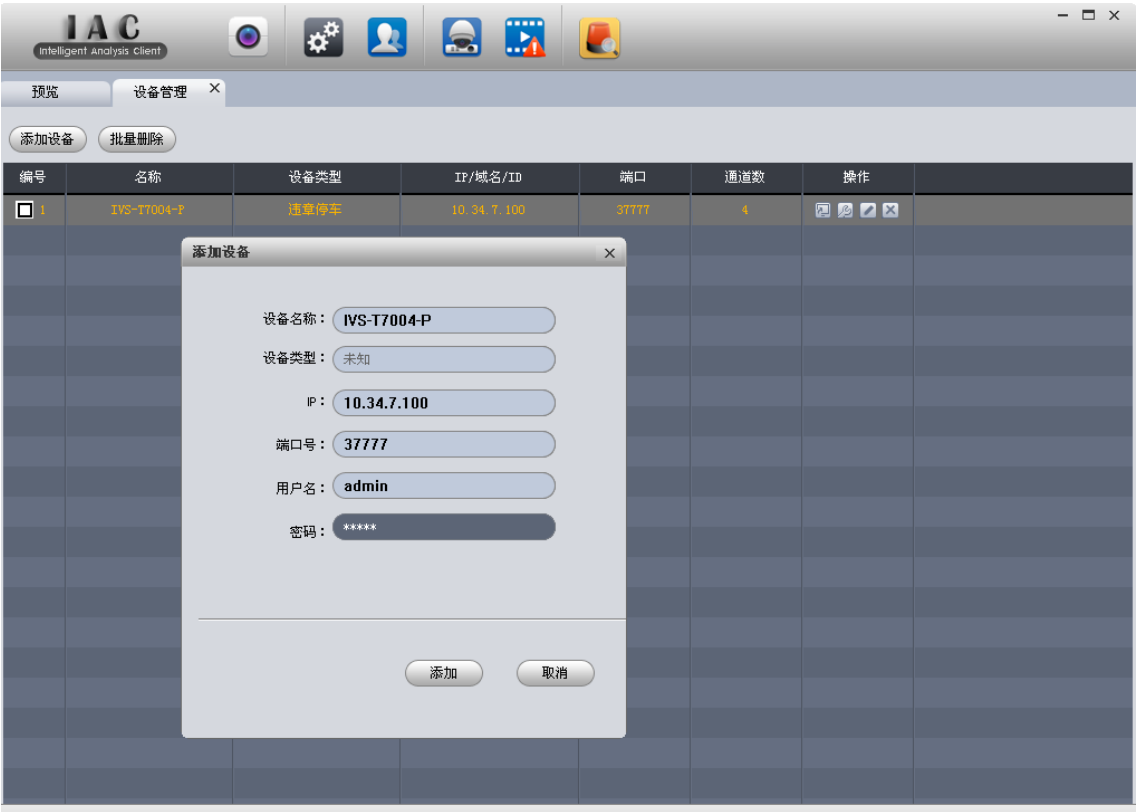 IAC
Intelligent Analysis Client
预览 设备管理
添加设备 批量删除
编号 名称 设备类型 IP/域名/ID 端口 通道数 操作
1 IVS-T7004-P 违章停车 10.34.7.100 37777 4
添加设备
设备名称： IVS-T7004-P
设备类型： 未知
IP： 10.34.7.100
端口号： 37777
用户名： admin
密码： *****
添加 取消